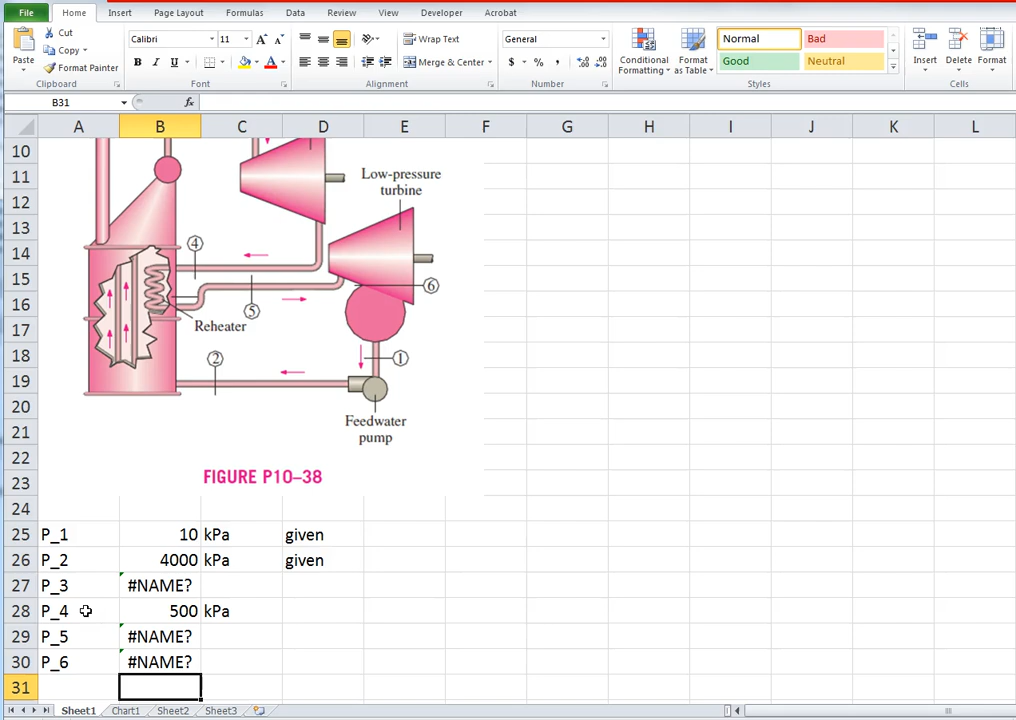 File Home Insert Page Layout Formulas Data Review View Developer Acrobat
Cut
Copy
Paste
Format Painter
Clipboard
Calibri 11 A A
B I U A
Font
Wrap Text
Merge & Center
Alignment
General
$ % ,
Number
Conditional Formatting
Format as Table
Normal Bad
Good Neutral
Styles
Insert Delete Format
Cells
B31 fx
A B C D E F G H I J K L
10
11 Low-pressure
12 turbine
13
14 4
15 6
16 5
17 Reheater
18 2 1
19
20
21 Feedwater
22 pump
23 FIGURE P10–38
24
25 P_1 10 kPa given
26 P_2 4000 kPa given
27 P_3 #NAME?
28 P_4 500 kPa
29 P_5 #NAME?
30 P_6 #NAME?
31
Sheet1 Chart1 Sheet2 Sheet3